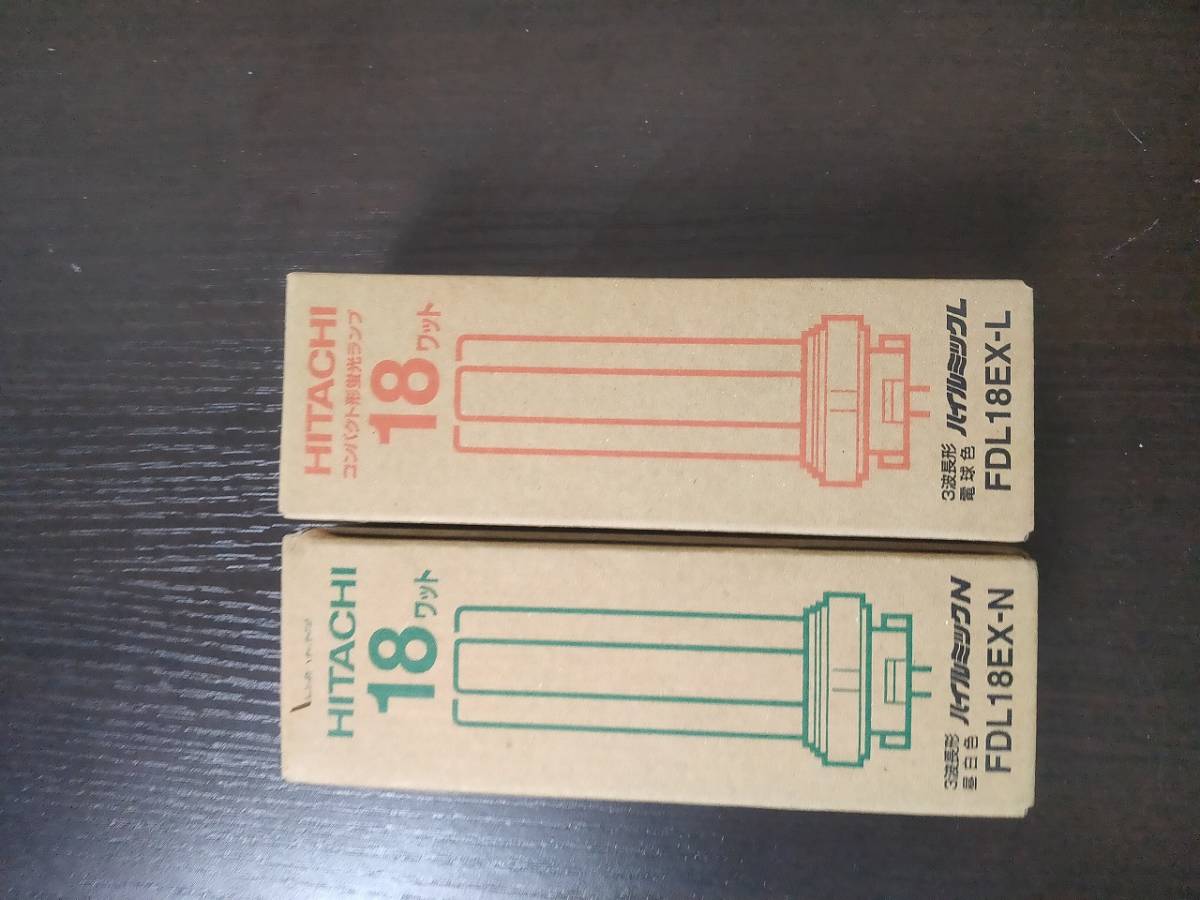 HITACHI
コンパクト形蛍光ランプ
18ワット
3波長形
電球色
ハイルミックL
FDL18EX-L
HITACHI
18ワット
3波長形
昼白色
ハイルミックN
FDL18EX-N